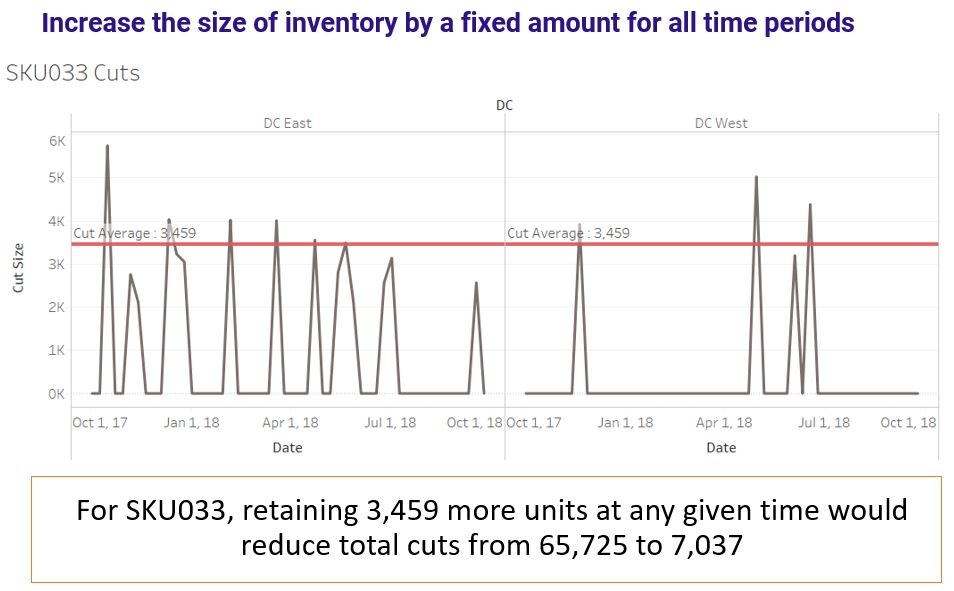 Increase the size of inventory by a fixed amount for all time periods
SKU033 Cuts
DC
DC East
DC West
6K
5K
4K
3K
2K
1K
0K
Cut Size
Cut Average : 3,459
Cut Average : 3,459
Oct 1, 17
Jan 1, 18
Apr 1, 18
Jul 1, 18
Oct 1, 18
Oct 1, 17
Jan 1, 18
Apr 1, 18
Jul 1, 18
Oct 1, 18
Date
Date
For SKU033, retaining 3,459 more units at any given time would
reduce total cuts from 65,725 to 7,037